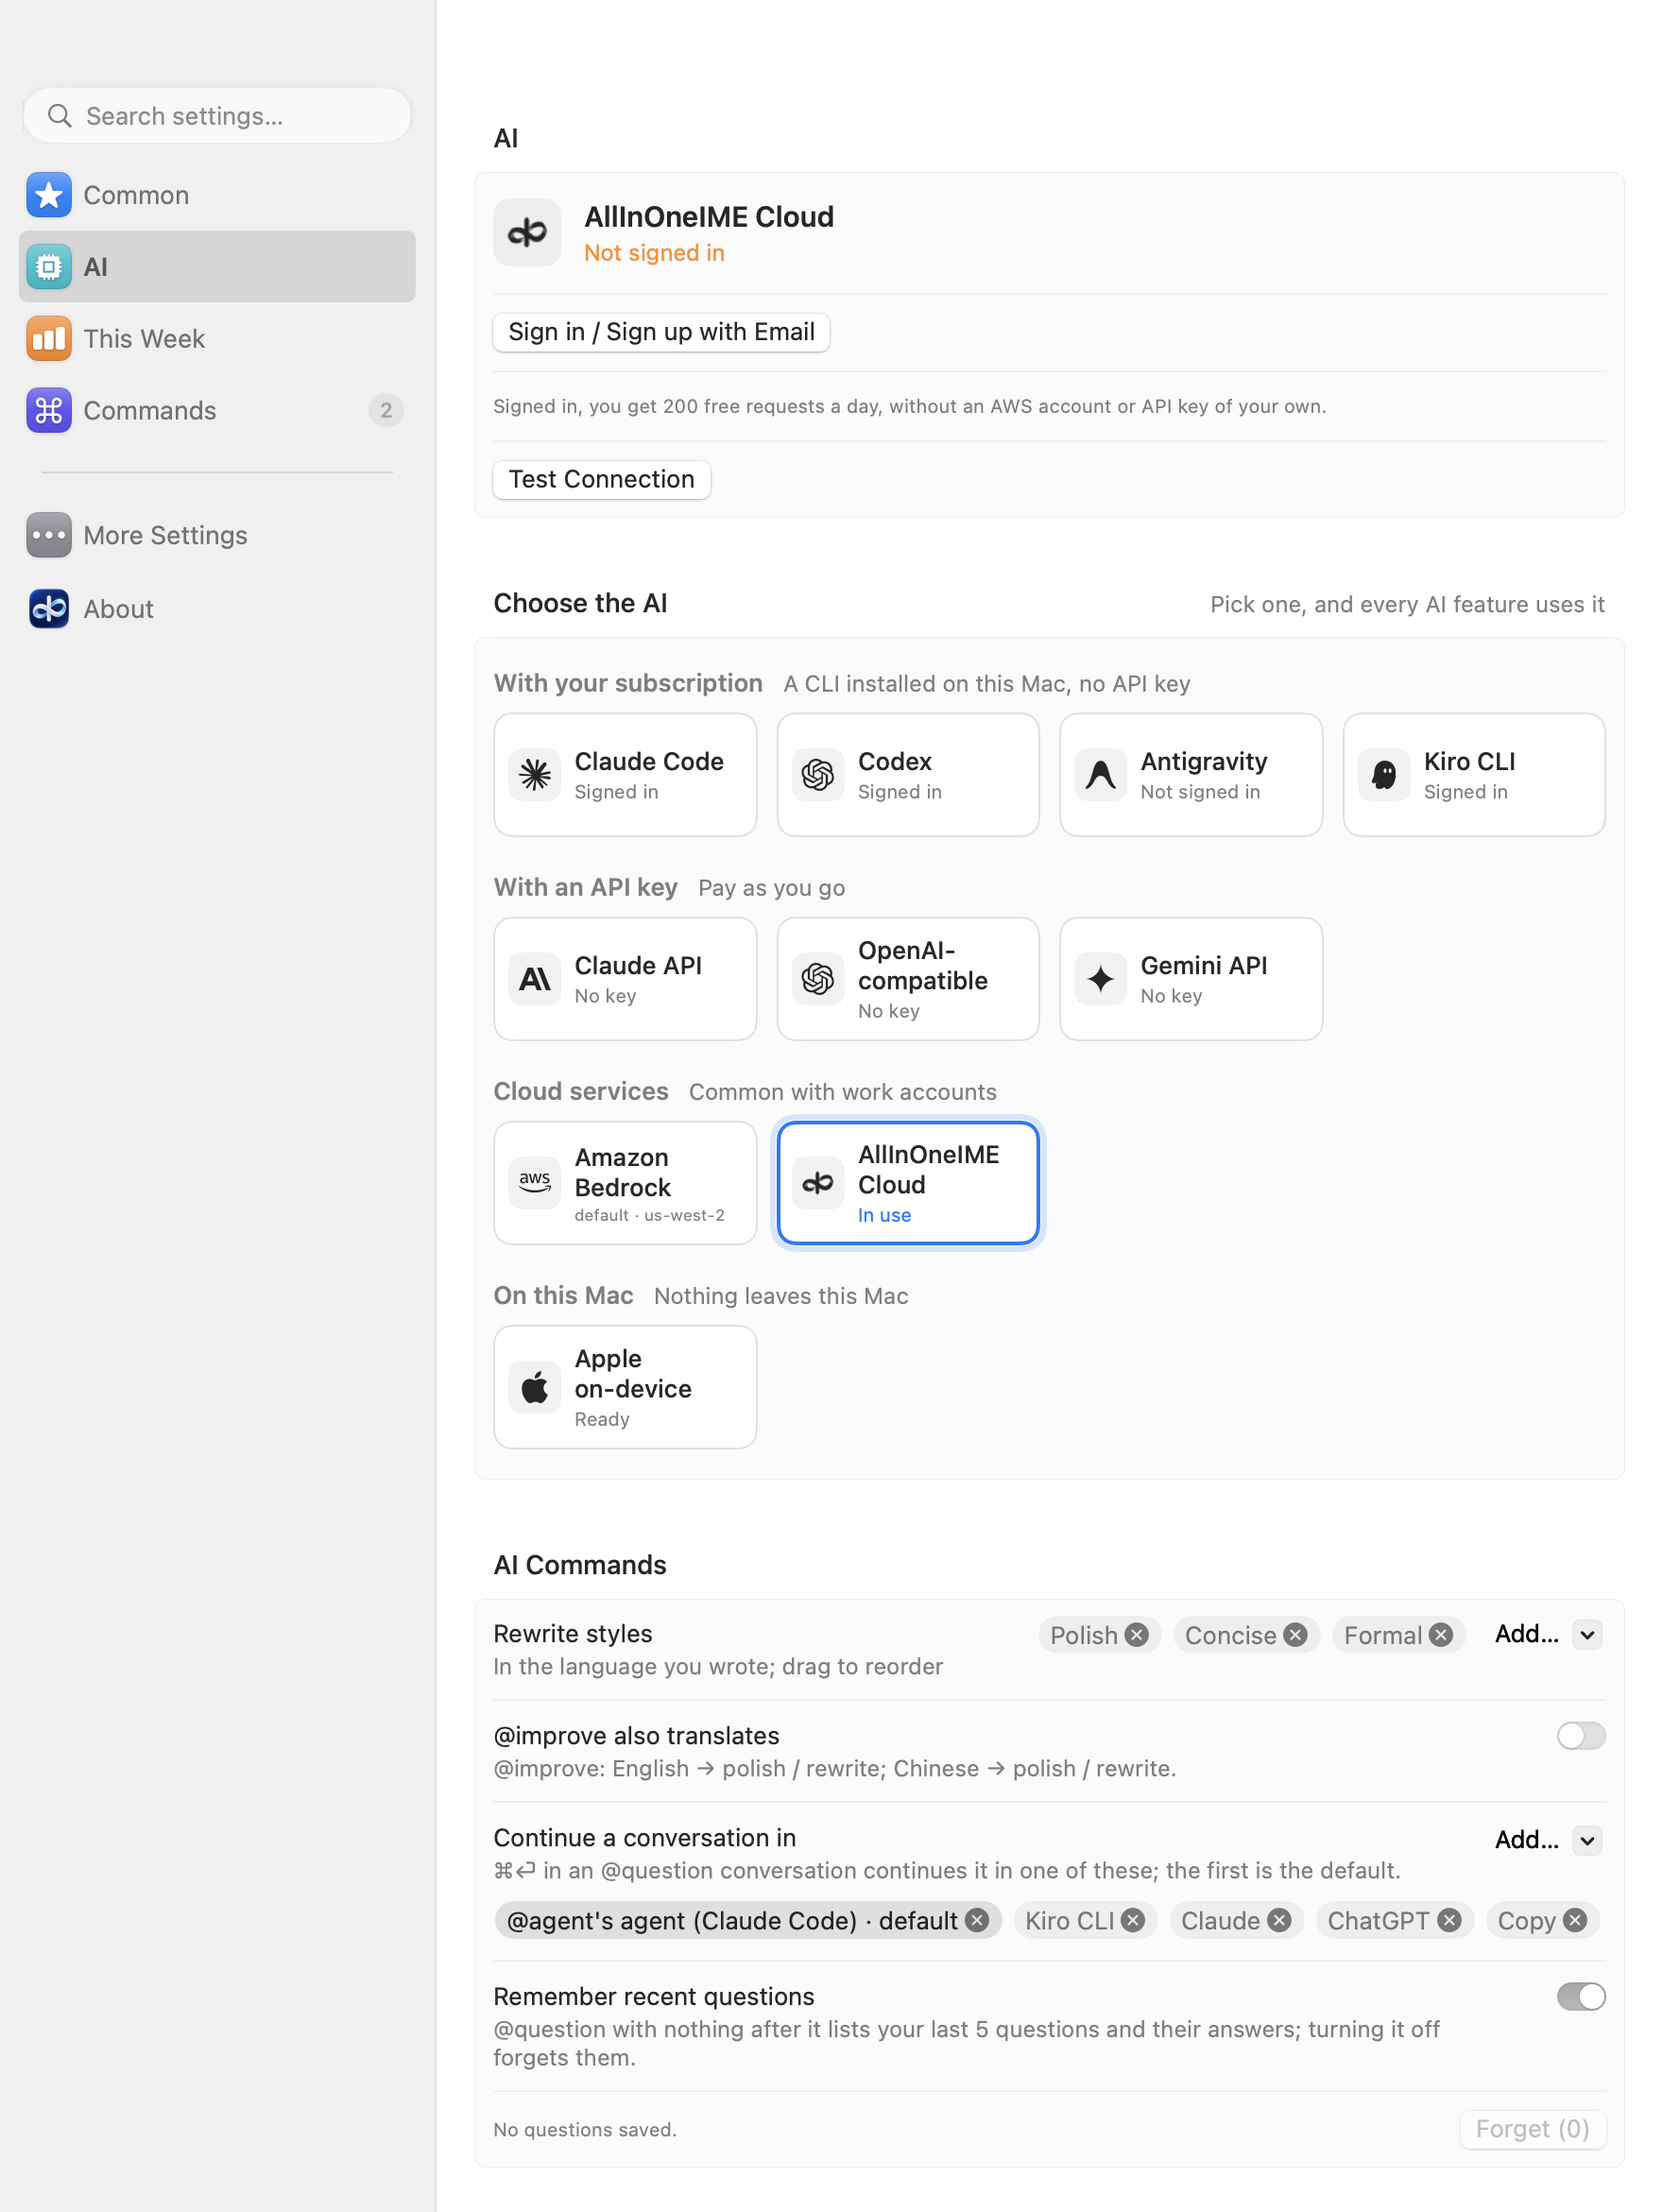 Search settings...
Common
AI
This Week
Commands
2
More Settings
About
AI
AllInOneIME Cloud
Not signed in
Sign in / Sign up with Email
Signed in, you get 200 free requests a day, without an AWS account or API key of your own.
Test Connection
Choose the AI
Pick one, and every AI feature uses it
With your subscription A CLI installed on this Mac, no API key
Claude Code
Signed in
Codex
Signed in
Antigravity
Not signed in
Kiro CLI
Signed in
With an API key Pay as you go
Claude API
No key
OpenAI-
compatible
No key
Gemini API
No key
Cloud services Common with work accounts
aws
Amazon
Bedrock
default · us-west-2
AllInOneIME
Cloud
In use
On this Mac Nothing leaves this Mac
Apple
on-device
Ready
AI Commands
Rewrite styles
In the language you wrote; drag to reorder
Polish
Concise
Formal
Add...
@improve also translates
@improve: English → polish / rewrite; Chinese → polish / rewrite.
Continue a conversation in
Add...
⌘↩ in an @question conversation continues it in one of these; the first is the default.
@agent's agent (Claude Code) · default
Kiro CLI
Claude
ChatGPT
Copy
Remember recent questions
@question with nothing after it lists your last 5 questions and their answers; turning it off
forgets them.
No questions saved.
Forget (0)